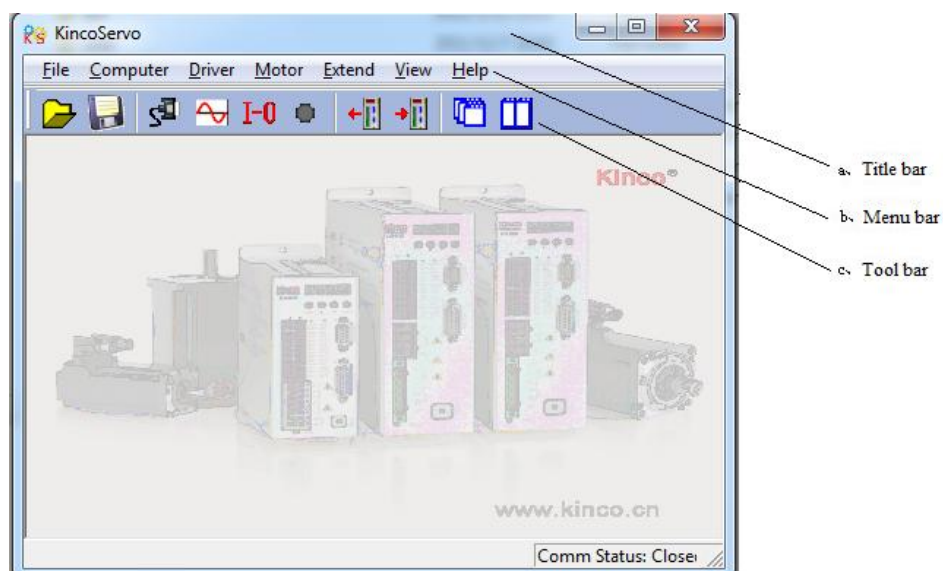 KincoServo
File Computer Driver Motor Extend View Help
I-0
Kinco®
a、Title bar
b、Menu bar
c、Tool bar
www.kinco.cn
Comm Status: Close